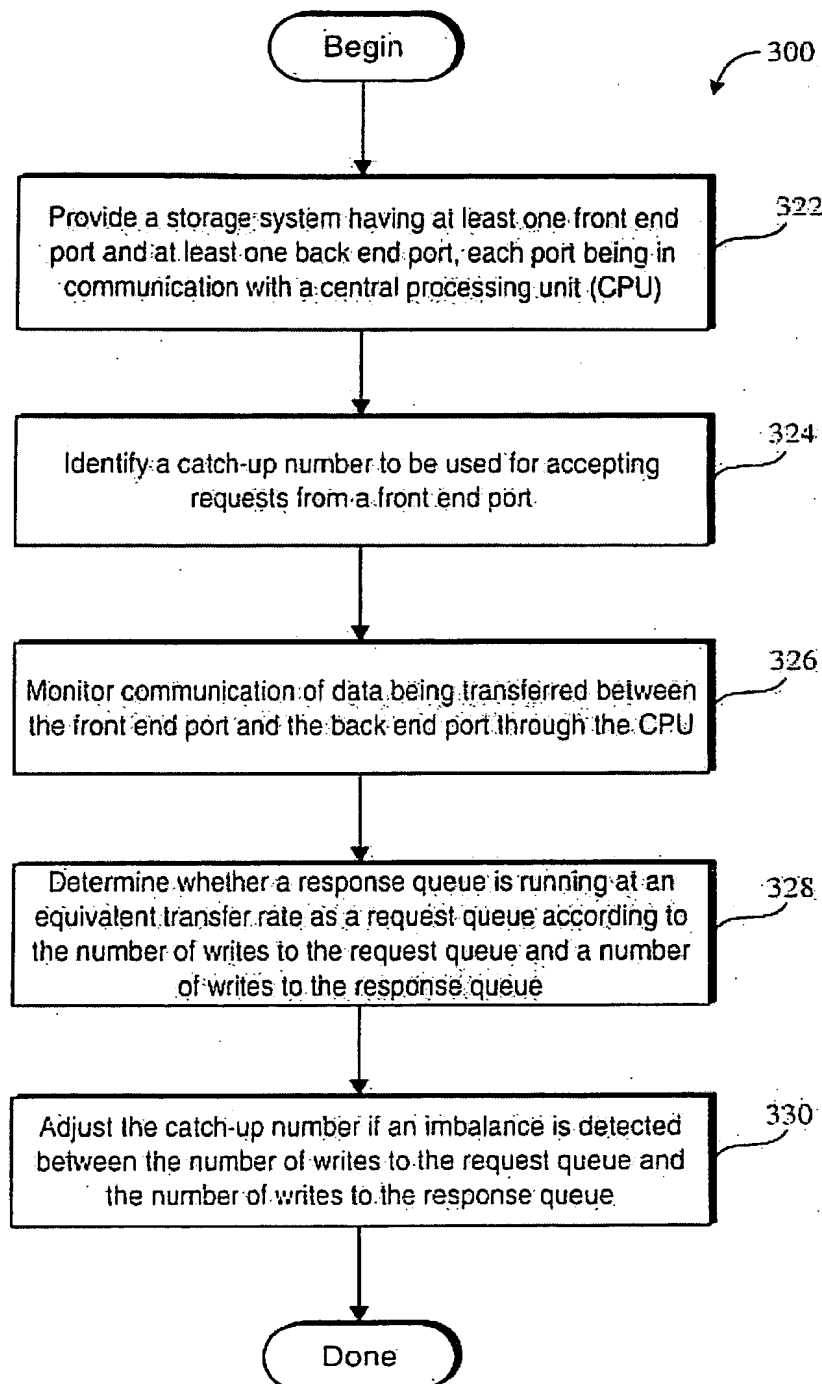 Begin
300
Provide a storage system having at least one front end
port and at least one back end port, each port being in
communication with a central processing unit (CPU)
322
Identify a catch-up number to be used for accepting
requests from a front end port
324
Monitor communication of data being transferred between
the front end port and the back end port through the CPU
326
Determine whether a response queue is running at an
equivalent transfer rate as a request queue according to
the number of writes to the request queue and a number
of writes to the response queue
328
Adjust the catch-up number if an imbalance is detected
between the number of writes to the request queue and
the number of writes to the response queue
330
Done